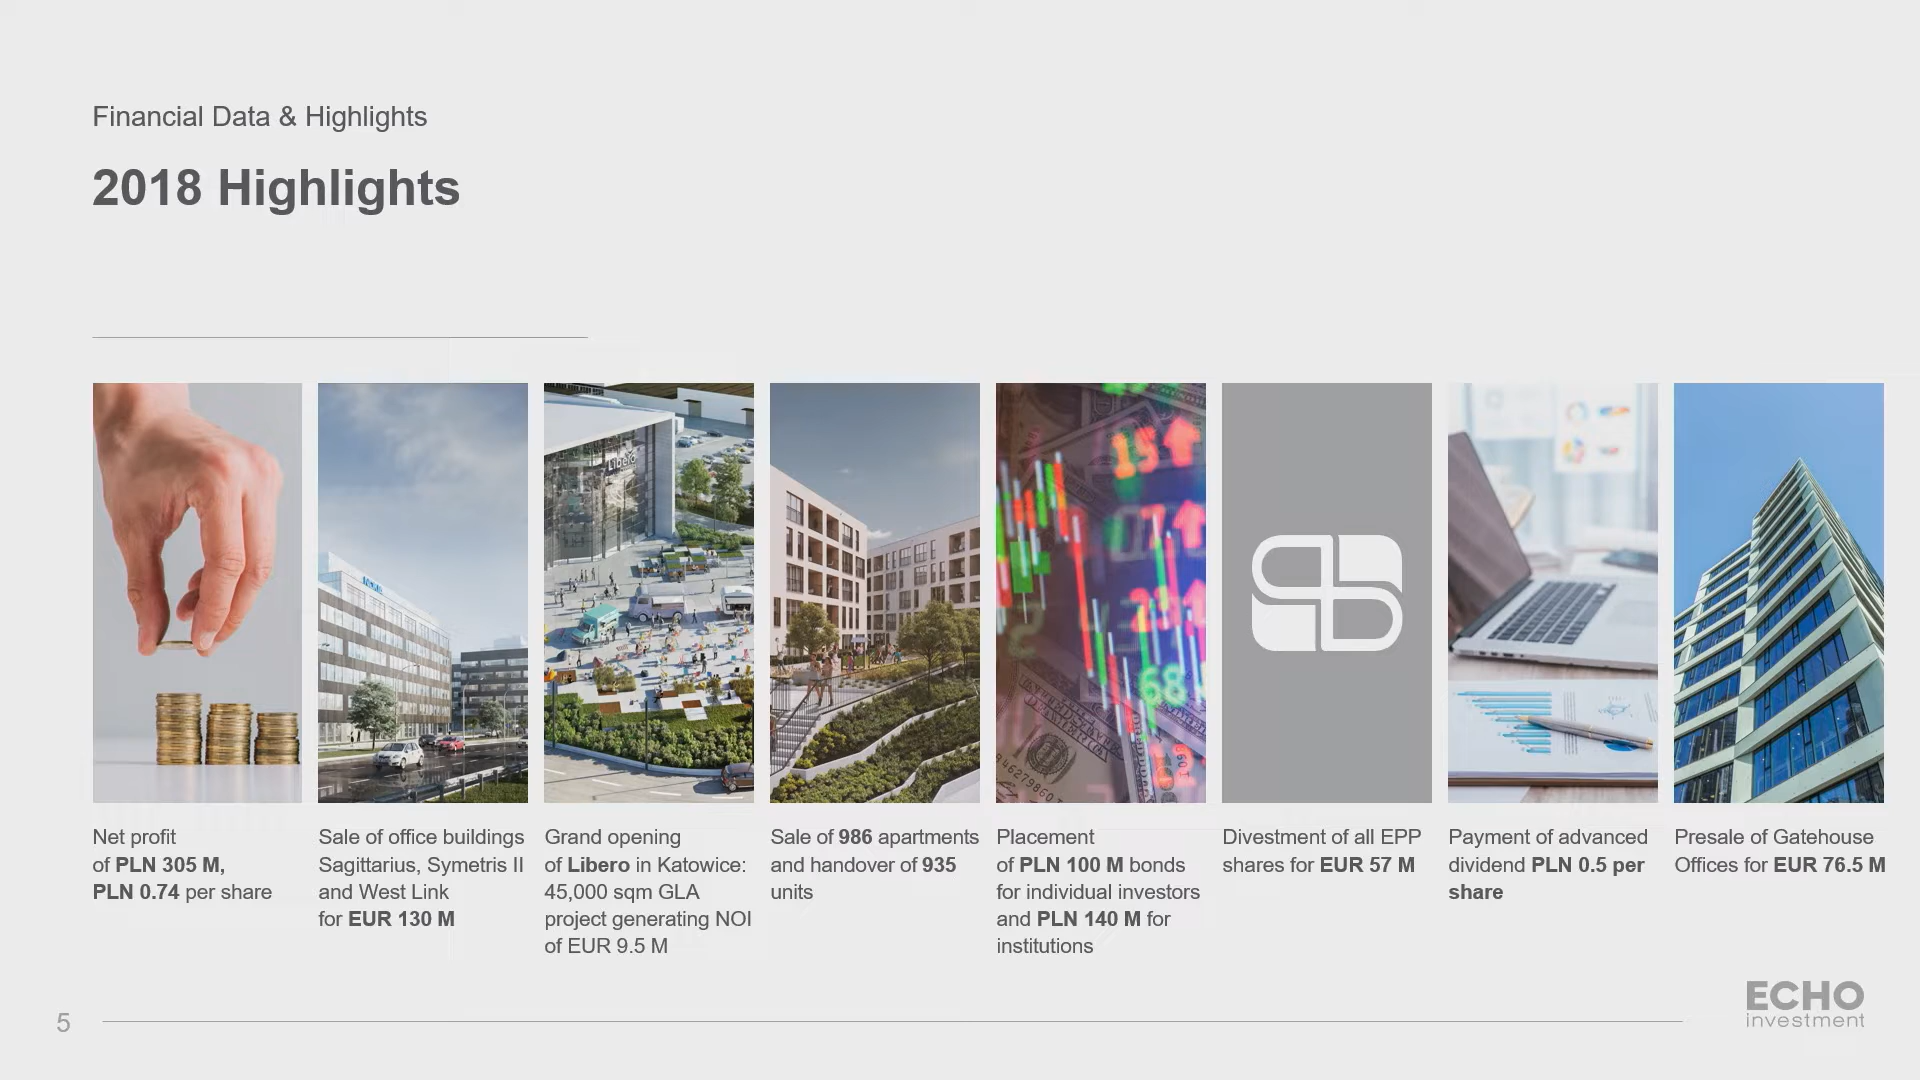 Financial Data & Highlights
2018 Highlights
Libero
NOKIA
15
68
946279860
Net profit
of PLN 305 M,
PLN 0.74 per share
Sale of office buildings
Sagittarius, Symetris II
and West Link
for EUR 130 M
Grand opening
of Libero in Katowice:
45,000 sqm GLA
project generating NOI
of EUR 9.5 M
Sale of 986 apartments
and handover of 935
units
Placement
of PLN 100 M bonds
for individual investors
and PLN 140 M for
institutions
Divestment of all EPP
shares for EUR 57 M
Payment of advanced
dividend PLN 0.5 per
share
Presale of Gatehouse
Offices for EUR 76.5 M
5
ECHO
investment